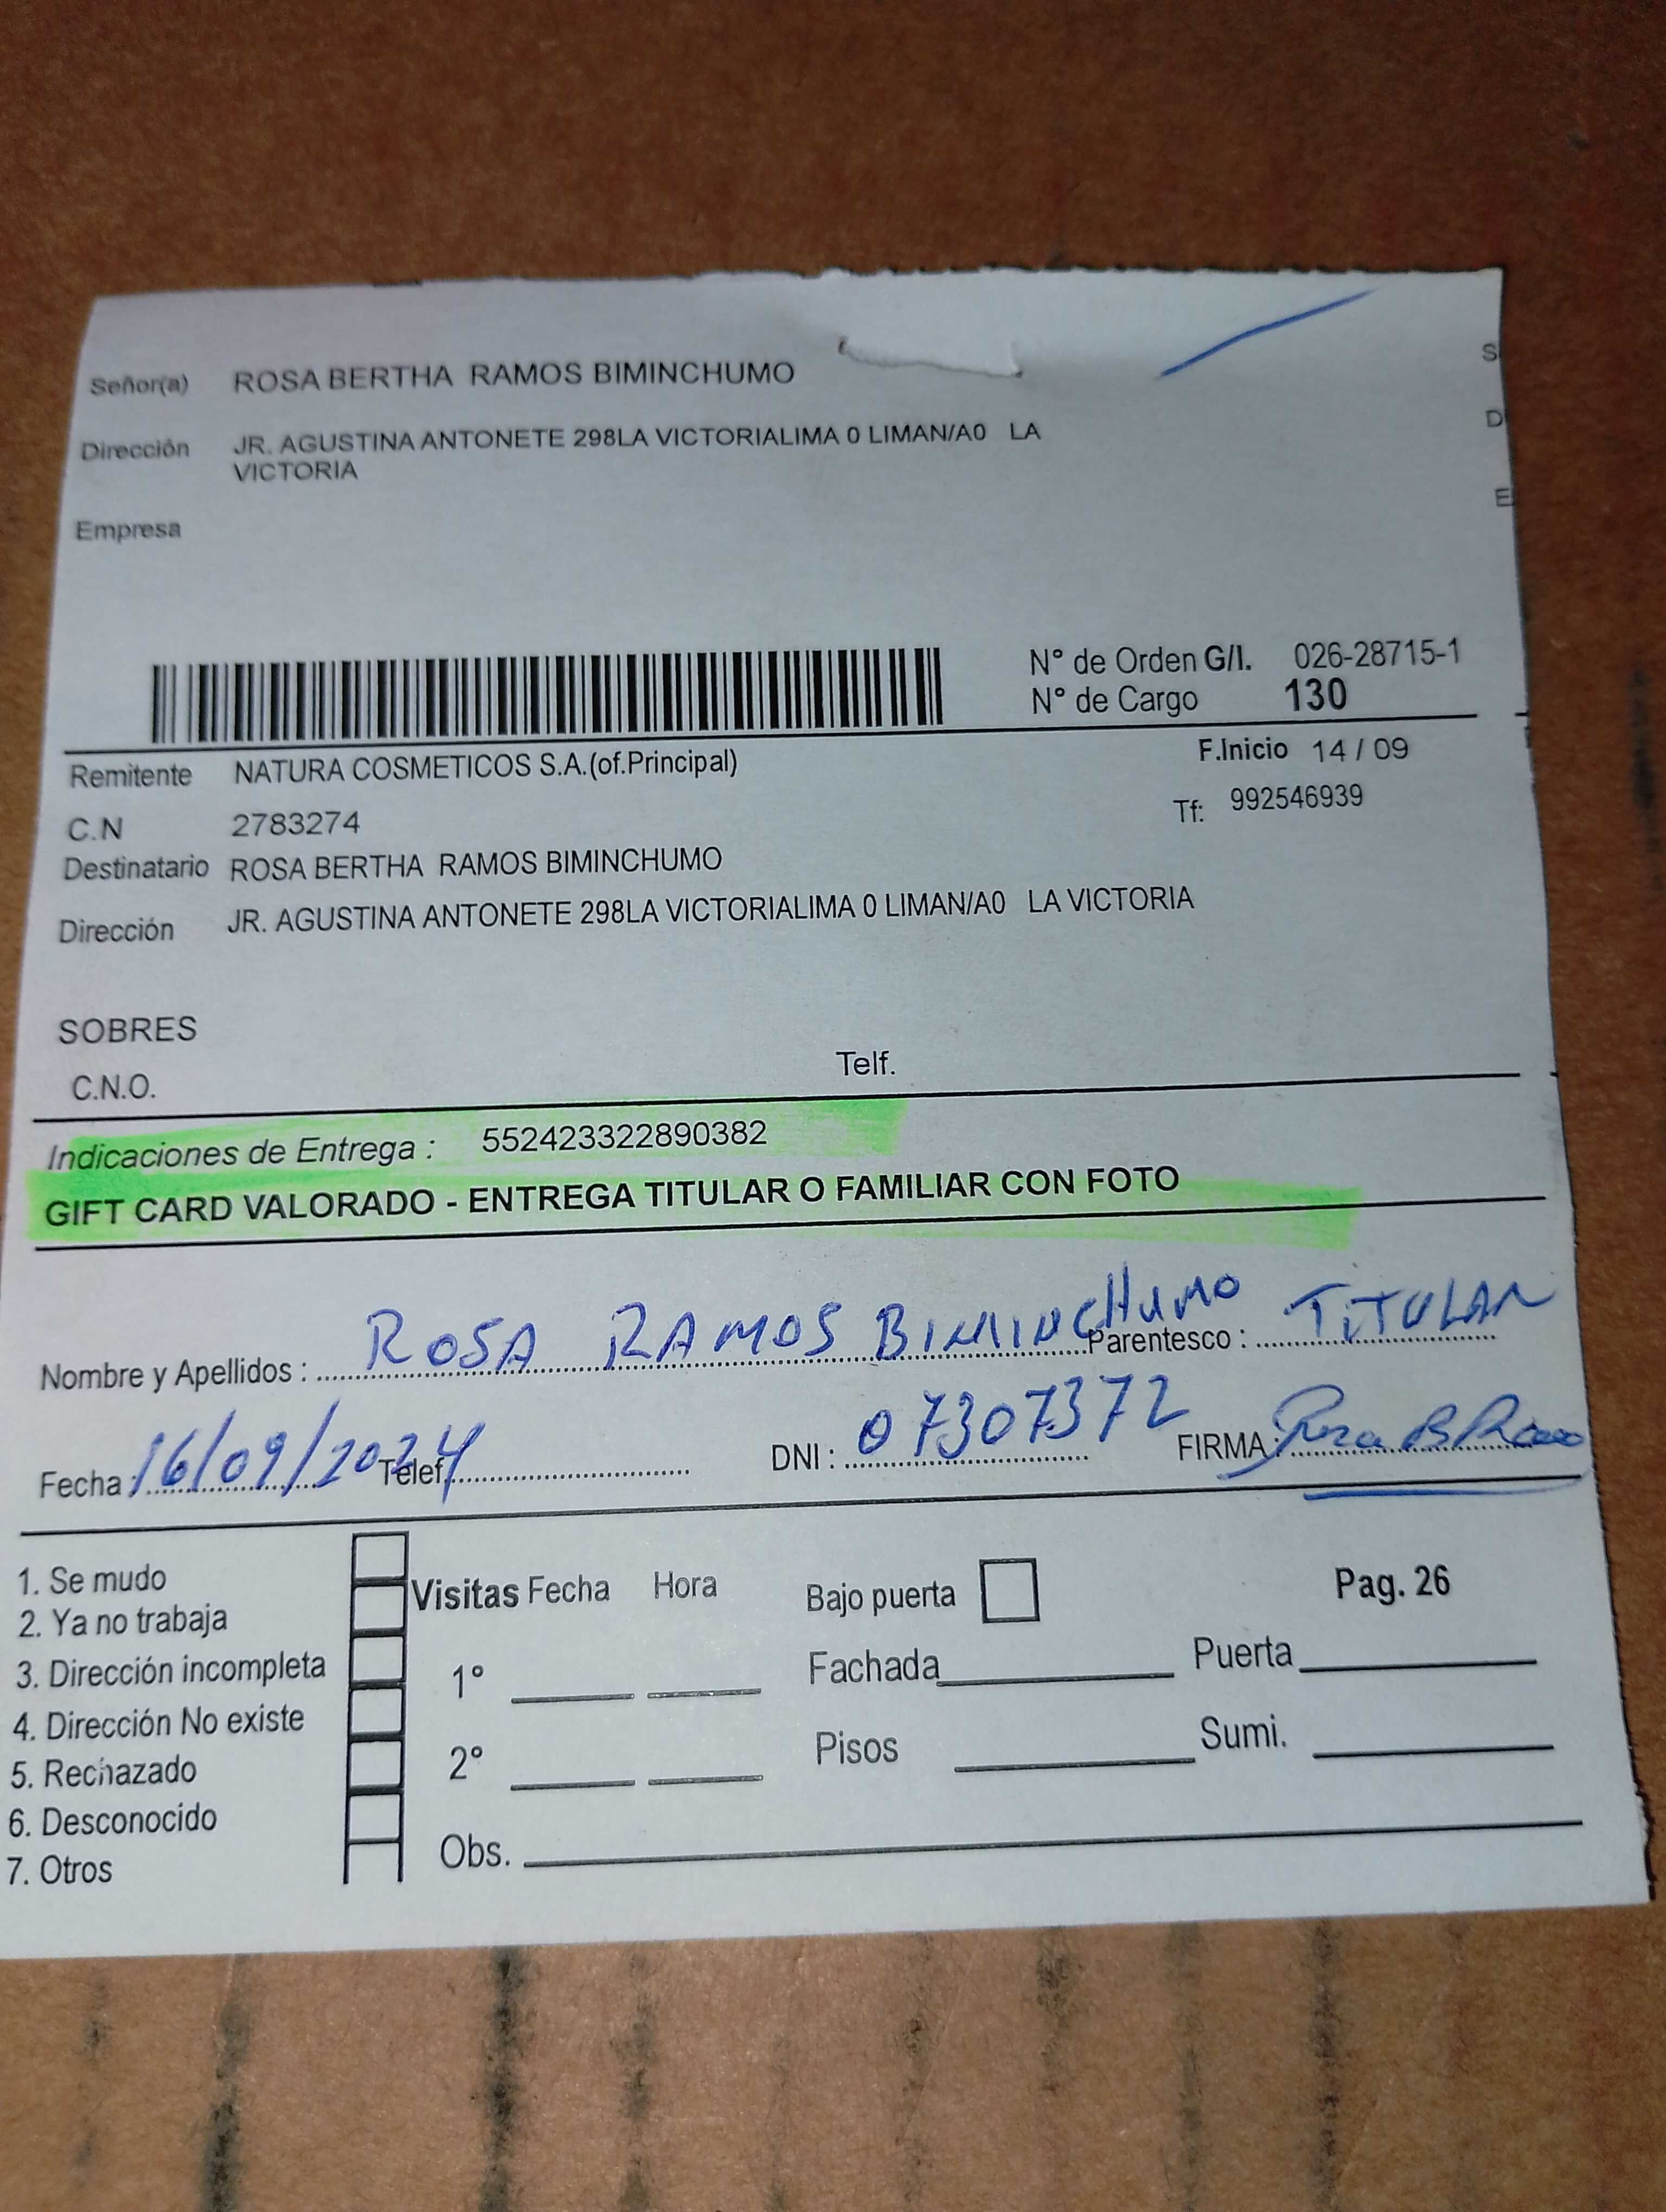 Señor(a) ROSA BERTHA RAMOS BIMINCHUMO
S
Dirección JR. AGUSTINA ANTONETE 298LA VICTORIALIMA 0 LIMAN/A0 LA
VICTORIA
D
Empresa
E
N° de Orden G/I. 026-28715-1
N° de Cargo 130
Remitente NATURA COSMETICOS S.A.(of.Principal) F.Inicio 14 / 09
C.N 2783274 Tf: 992546939
Destinatario ROSA BERTHA RAMOS BIMINCHUMO
Dirección JR. AGUSTINA ANTONETE 298LA VICTORIALIMA 0 LIMAN/A0 LA VICTORIA
SOBRES
C.N.O. Telf.
Indicaciones de Entrega : 552423322890382
GIFT CARD VALORADO - ENTREGA TITULAR O FAMILIAR CON FOTO
Nombre y Apellidos : ROSA RAMOS BIMINCHUMO Parentesco : TITULAR
Fecha : 16/09/2024 Telef. DNI : 07307372 FIRMA : Rosa B Ramos
1. Se mudo
2. Ya no trabaja
3. Dirección incompleta
4. Dirección No existe
5. Rechazado
6. Desconocido
7. Otros
Visitas Fecha Hora Bajo puerta Pag. 26
1° Fachada Puerta
2° Pisos Sumi.
Obs.